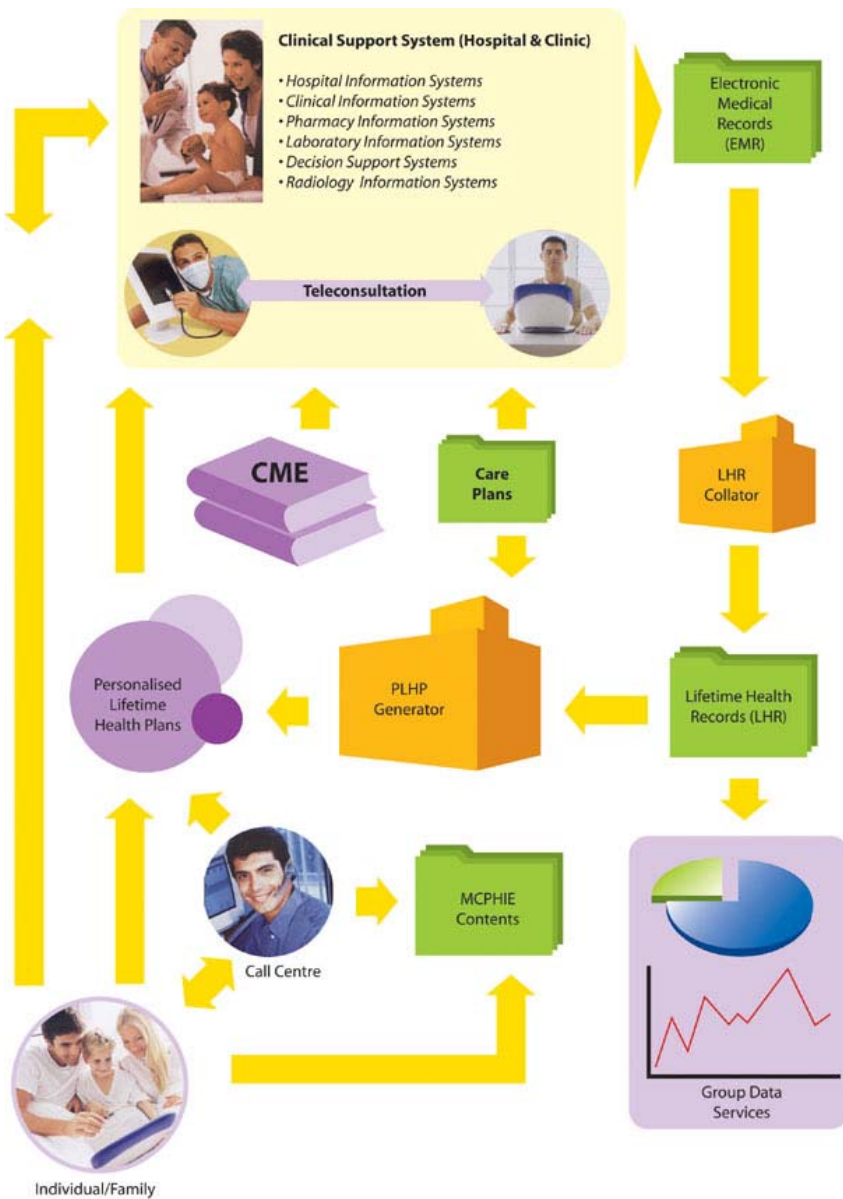 Clinical Support System (Hospital & Clinic)
• Hospital Information Systems
• Clinical Information Systems
• Pharmacy Information Systems
• Laboratory Information Systems
• Decision Support Systems
• Radiology Information Systems
Teleconsultation
Electronic
Medical
Records
(EMR)
CME
Care
Plans
LHR
Collator
Personalised
Lifetime
Health Plans
PLHP
Generator
Lifetime Health
Records (LHR)
Call Centre
MCPHIE
Contents
Group Data
Services
Individual/Family